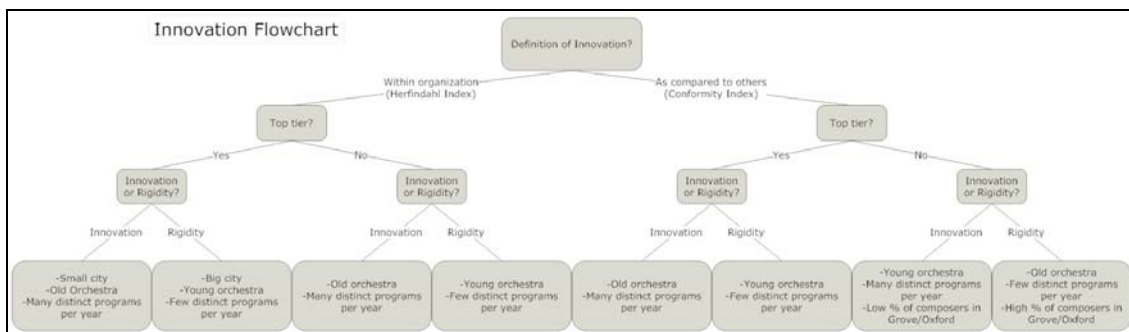 Innovation Flowchart
Definition of Innovation?
Within organization
(Herfindahl Index)
As compared to others
(Conformity Index)
Top tier?
Top tier?
Yes
No
Yes
No
Innovation
or Rigidity?
Innovation
or Rigidity?
Innovation
or Rigidity?
Innovation
or Rigidity?
Innovation
Rigidity
Innovation
Rigidity
Innovation
Rigidity
Innovation
Rigidity
-Small city
-Old Orchestra
-Many distinct programs
per year
-Big city
-Young orchestra
-Few distinct programs
per year
-Old orchestra
-Many distinct programs
per year
-Young orchestra
-Few distinct programs
per year
-Old orchestra
-Many distinct programs
per year
-Young orchestra
-Few distinct programs
per year
-Young orchestra
-Many distinct programs
per year
-Low % of composers in
Grove/Oxford
-Old orchestra
-Few distinct programs
per year
-High % of composers in
Grove/Oxford